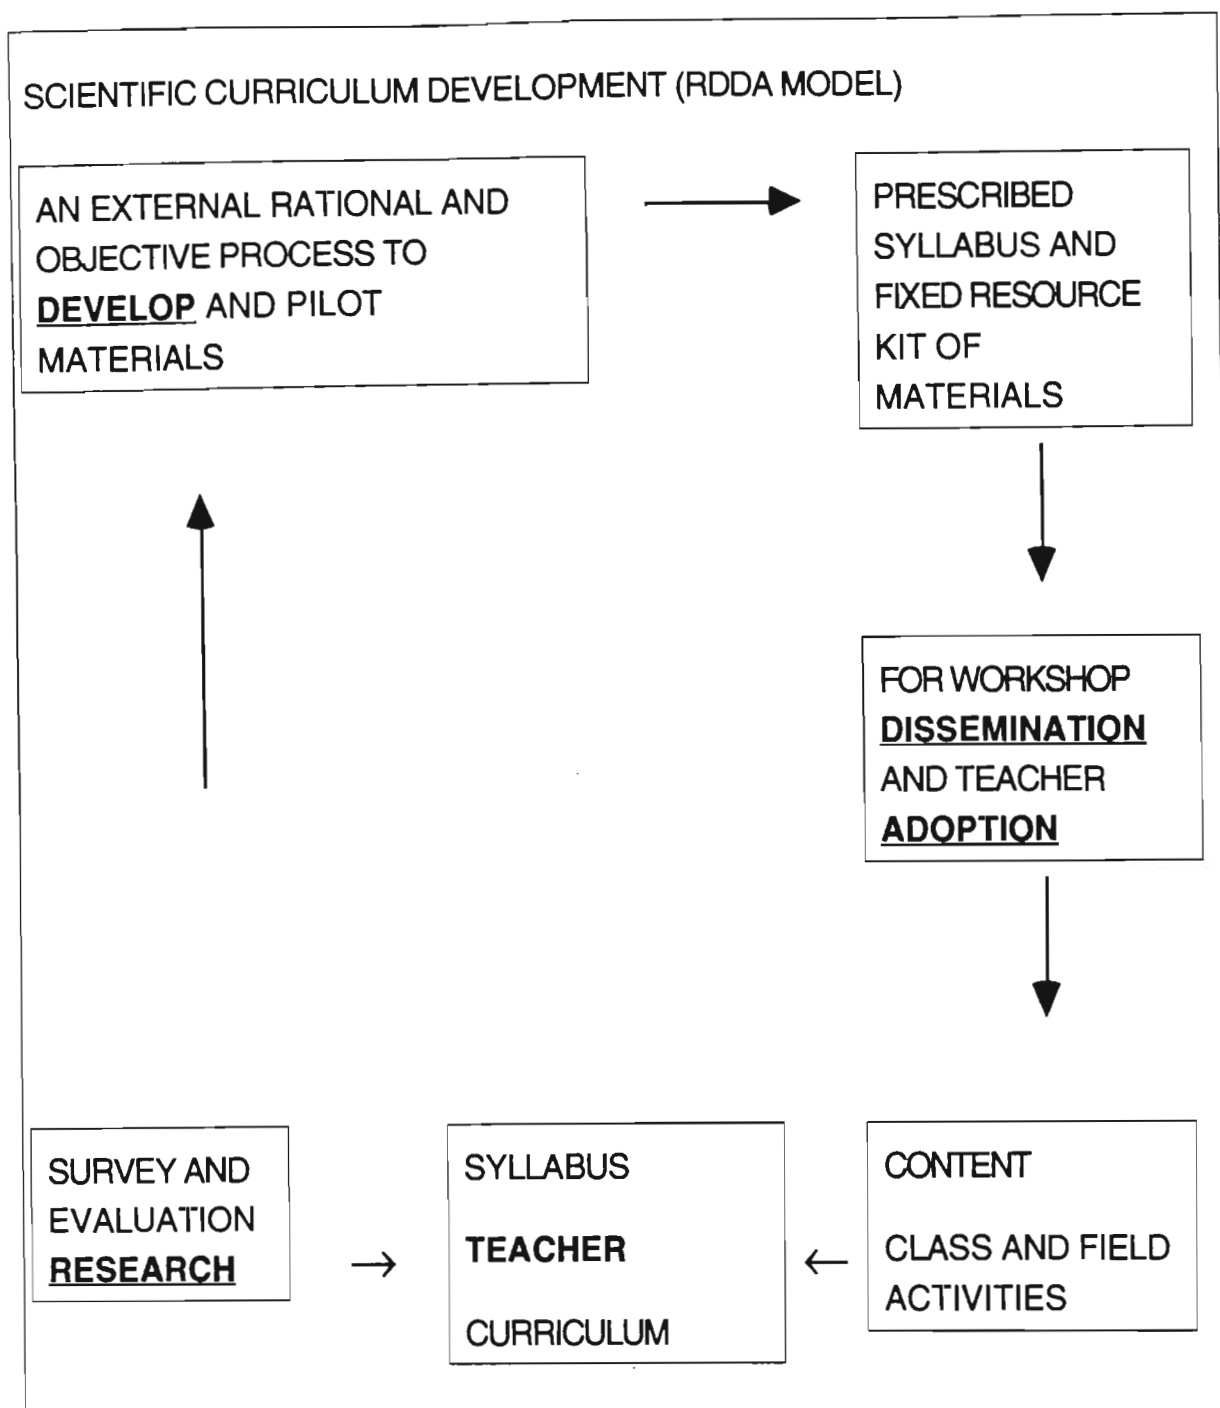 SCIENTIFIC CURRICULUM DEVELOPMENT (RDDA MODEL)
AN EXTERNAL RATIONAL AND
OBJECTIVE PROCESS TO
DEVELOP AND PILOT
MATERIALS
PRESCRIBED
SYLLABUS AND
FIXED RESOURCE
KIT OF
MATERIALS
FOR WORKSHOP
DISSEMINATION
AND TEACHER
ADOPTION
SURVEY AND
EVALUATION
RESEARCH
SYLLABUS
TEACHER
CURRICULUM
CONTENT
CLASS AND FIELD
ACTIVITIES